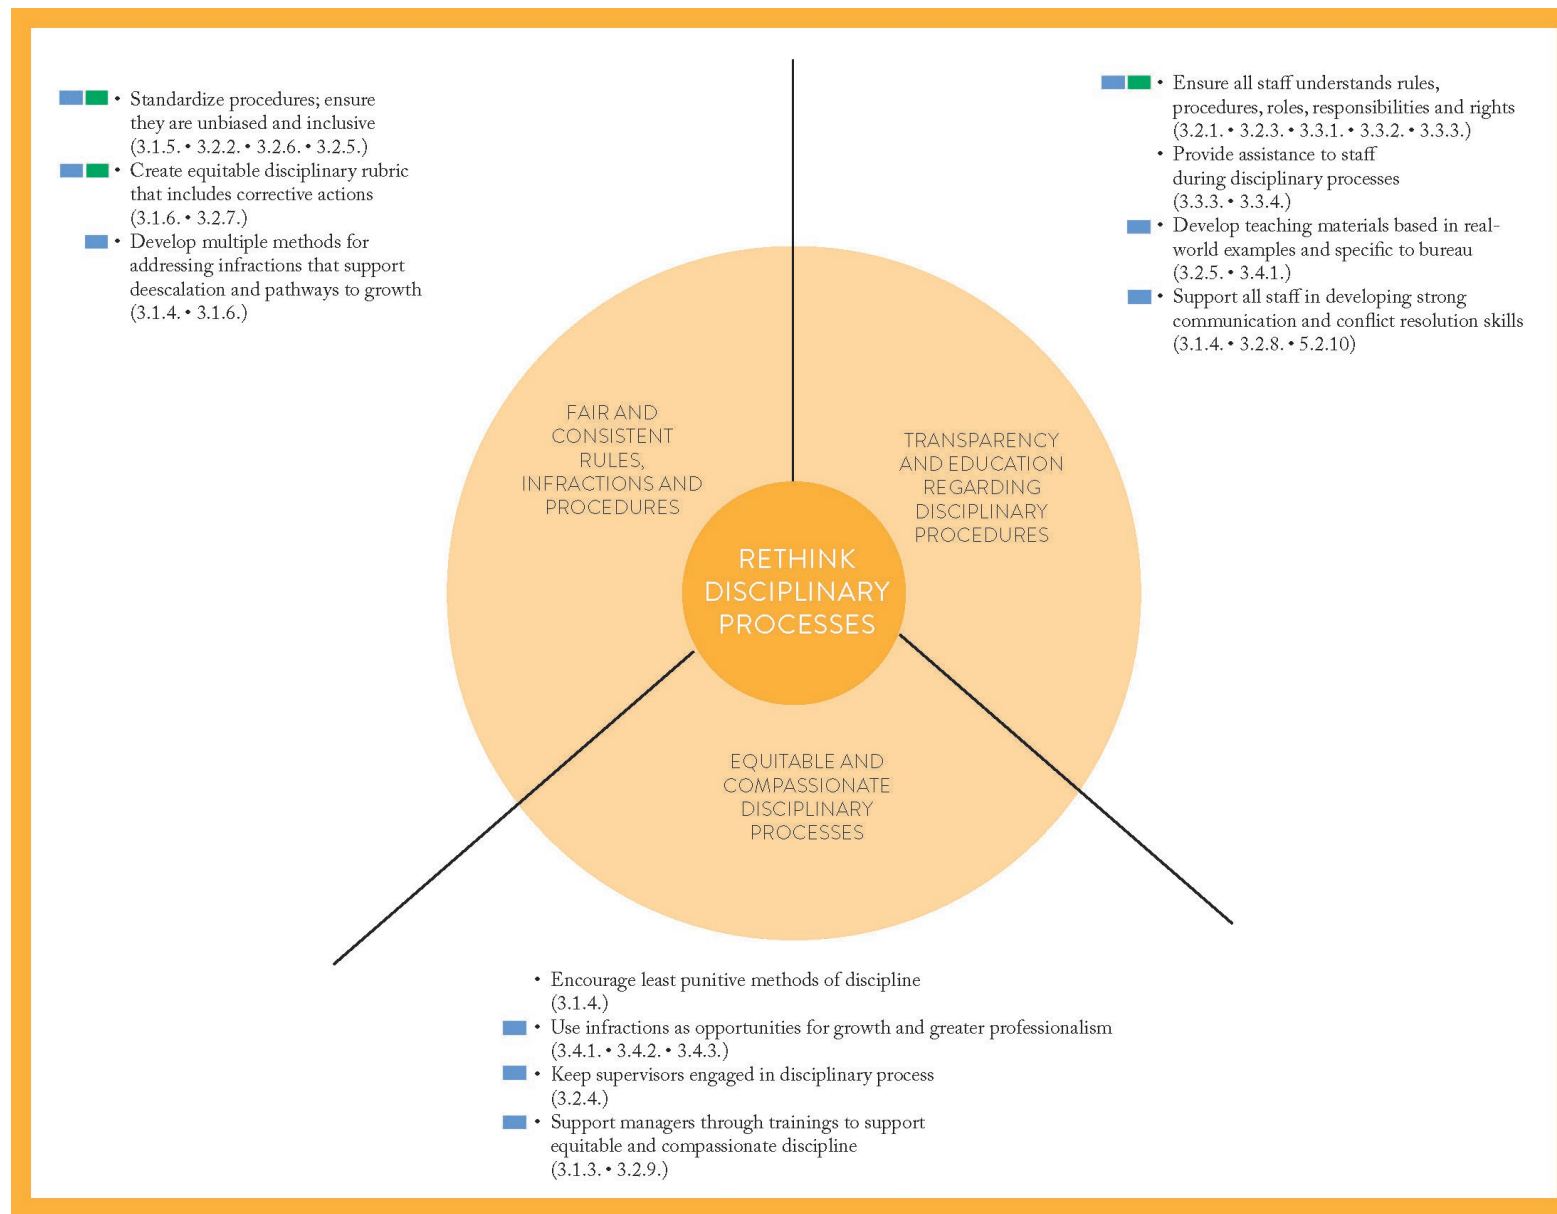 • Standardize procedures; ensure
they are unbiased and inclusive
(3.1.5. • 3.2.2. • 3.2.6. • 3.2.5.)
• Create equitable disciplinary rubric
that includes corrective actions
(3.1.6. • 3.2.7.)
• Develop multiple methods for
addressing infractions that support
deescalation and pathways to growth
(3.1.4. • 3.1.6.)
• Ensure all staff understands rules,
procedures, roles, responsibilities and rights
(3.2.1. • 3.2.3. • 3.3.1. • 3.3.2. • 3.3.3.)
• Provide assistance to staff
during disciplinary processes
(3.3.3. • 3.3.4.)
• Develop teaching materials based in real-
world examples and specific to bureau
(3.2.5. • 3.4.1.)
• Support all staff in developing strong
communication and conflict resolution skills
(3.1.4. • 3.2.8. • 5.2.10)
FAIR AND
CONSISTENT
RULES,
INFRACTIONS AND
PROCEDURES
TRANSPARENCY
AND EDUCATION
REGARDING
DISCIPLINARY
PROCEDURES
RETHINK
DISCIPLINARY
PROCESSES
EQUITABLE AND
COMPASSIONATE
DISCIPLINARY
PROCESSES
• Encourage least punitive methods of discipline
(3.1.4.)
• Use infractions as opportunities for growth and greater professionalism
(3.4.1. • 3.4.2. • 3.4.3.)
• Keep supervisors engaged in disciplinary process
(3.2.4.)
• Support managers through trainings to support
equitable and compassionate discipline
(3.1.3. • 3.2.9.)